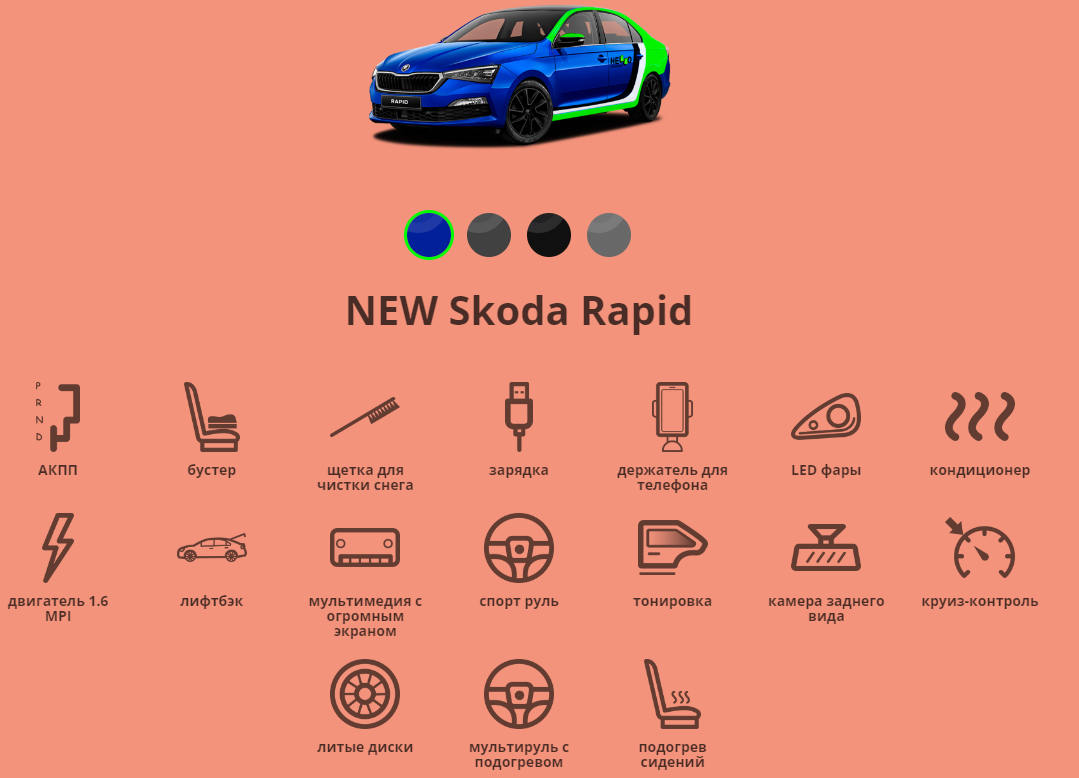 RAPID
NEW Skoda Rapid
P
R
N
D
АКПП
бустер
щетка для
чистки снега
зарядка
держатель для
телефона
LED фары
кондиционер
двигатель 1.6
MPI
лифтбэк
мультимедия с
огромным
экраном
спорт руль
тонировка
камера заднего
вида
круиз-контроль
литые диски
мультируль с
подогревом
подогрев
сидений